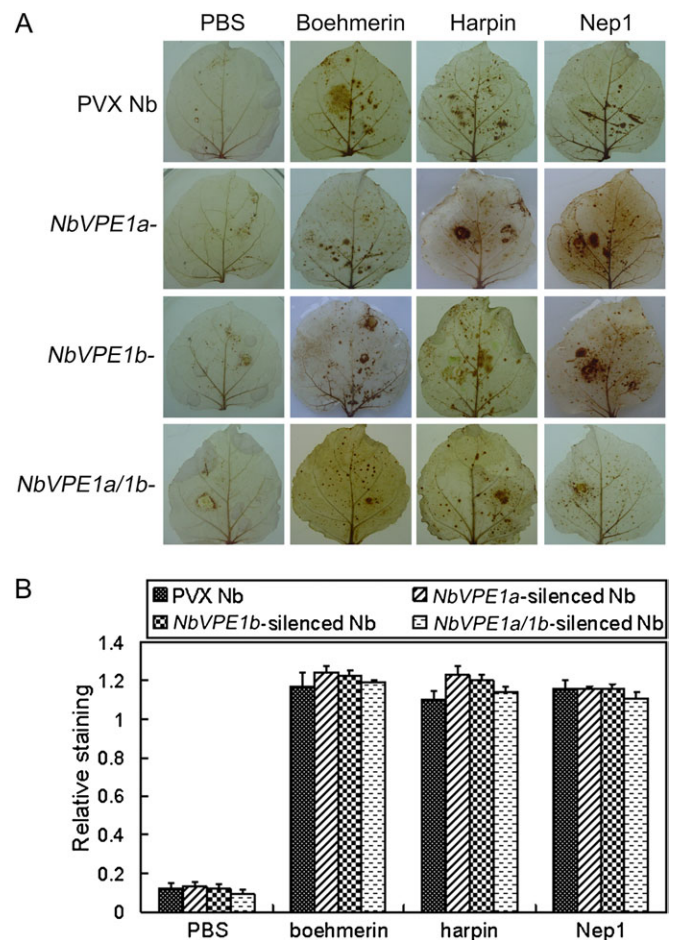 A
PBS Boehmerin Harpin Nep1
PVX Nb
NbVPE1a-
NbVPE1b-
NbVPE1a/1b-
B
PVX Nb NbVPE1a-silenced Nb
NbVPE1b-silenced Nb NbVPE1a/1b-silenced Nb
Relative staining
1.4
1.2
1
0.8
0.6
0.4
0.2
0
PBS boehmerin harpin Nep1